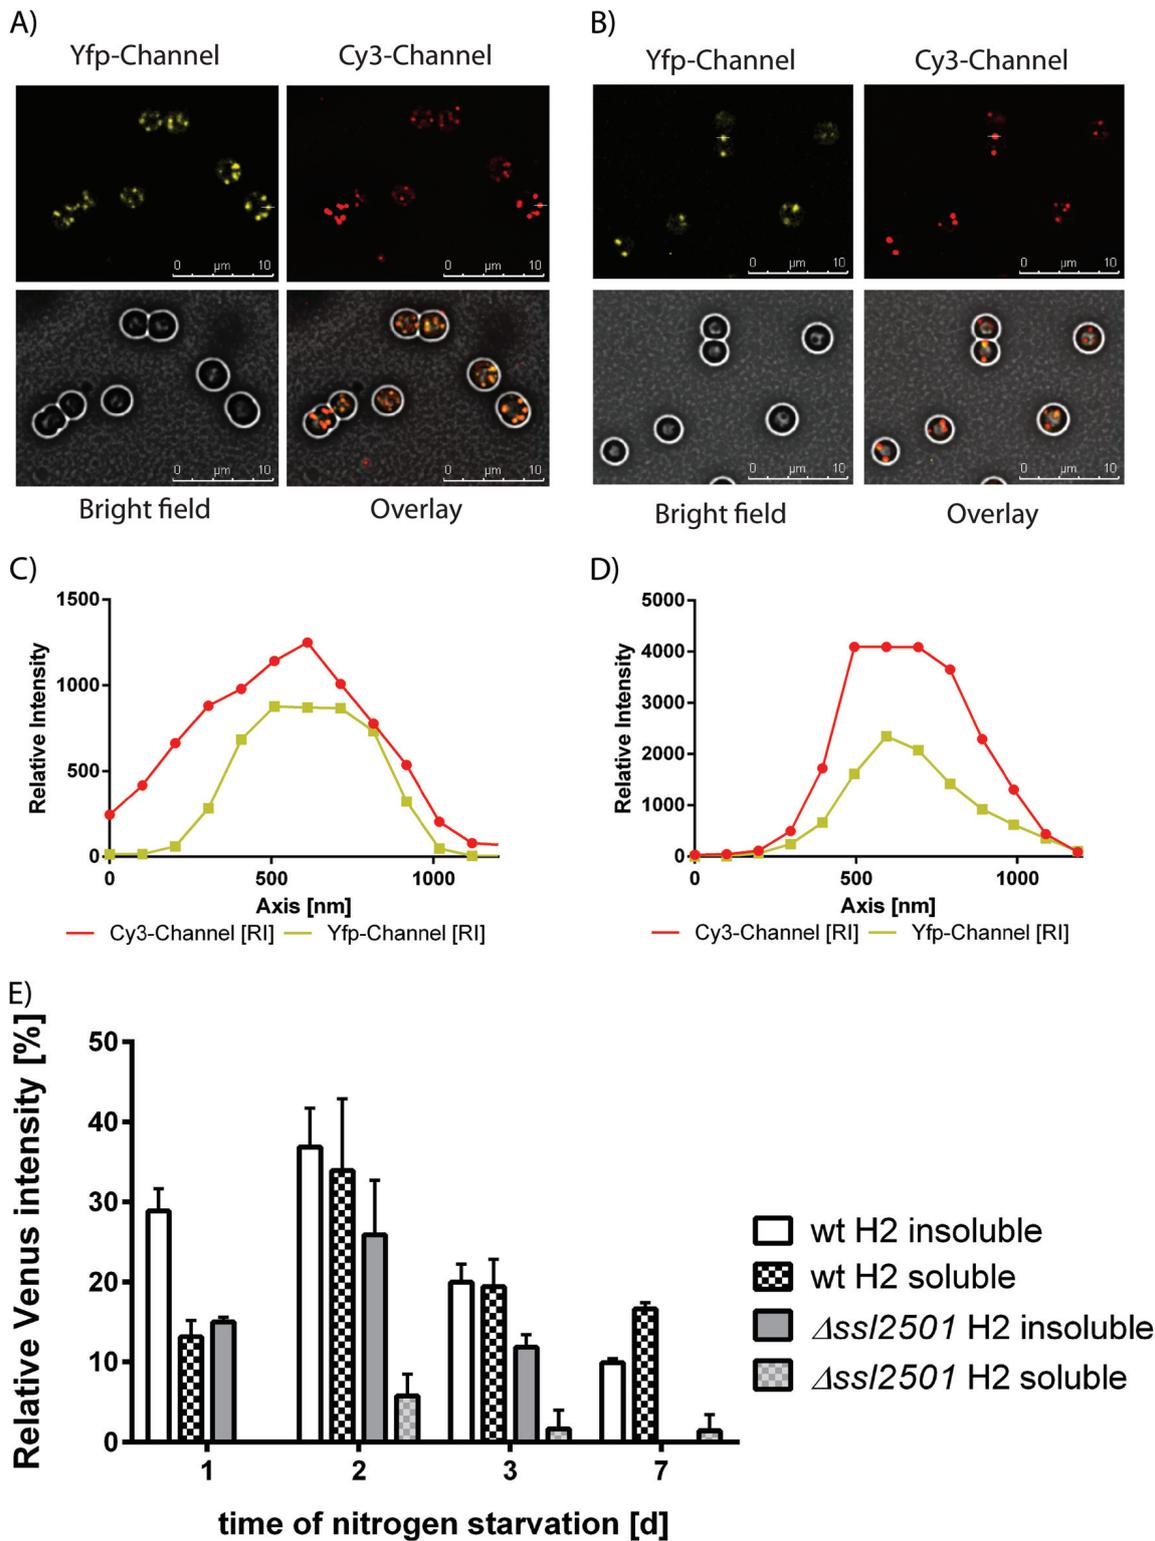 A)
B)
Yfp-Channel
Cy3-Channel
Yfp-Channel
Cy3-Channel
0 μm 10
0 μm 10
0 μm 10
0 μm 10
0 μm 10
0 μm 10
0 μm 10
0 μm 10
Bright field
Overlay
Bright field
Overlay
C)
D)
1500
1000
500
0
Relative Intensity
0 500 1000
Axis [nm]
Cy3-Channel [RI] Yfp-Channel [RI]
5000
4000
3000
2000
1000
0
Relative Intensity
0 500 1000
Axis [nm]
Cy3-Channel [RI] Yfp-Channel [RI]
E)
Relative Venus intensity [%]
50
40
30
20
10
0
1 2 3 7
time of nitrogen starvation [d]
wt H2 insoluble
wt H2 soluble
Δssl2501 H2 insoluble
Δssl2501 H2 soluble